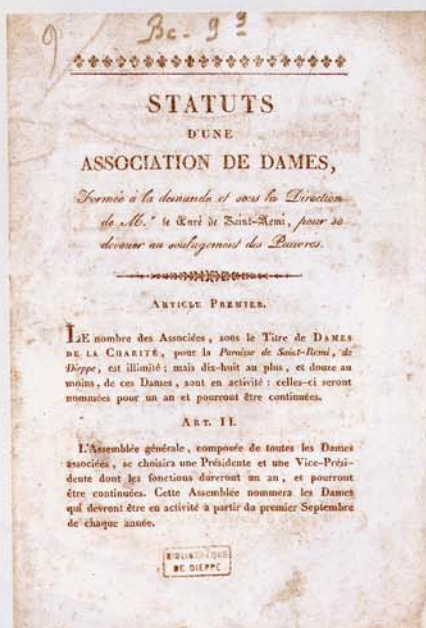 9 Bc. 9 9
STATUTS
D'UNE
ASSOCIATION DE DAMES,
Formée à la demande et sous la Direction
de M.r le Curé de Saint-Remi, pour se
dévouer au soulagement des Pauvres.
ARTICLE PREMIER.
LE nombre des Associées, sous le Titre de DAMES
DE LA CHARITÉ, pour la Paroisse de Saint-Remi, de
Dieppe, est illimité ; mais dix-huit au plus, et douze au
moins, de ces Dames, sont en activité : celles-ci seront
nommées pour un an et pourront être continuées.
ART. II.
L'Assemblée générale, composée de toutes les Dames
associées, se choisira une Présidente et une Vice-Prési-
dente dont les fonctions dureront un an, et pourront
être continuées. Cette Assemblée nommera les Dames
qui devront être en activité à partir du premier Septembre
de chaque année.
BIBLIOTHEQUE
DE DIEPPE